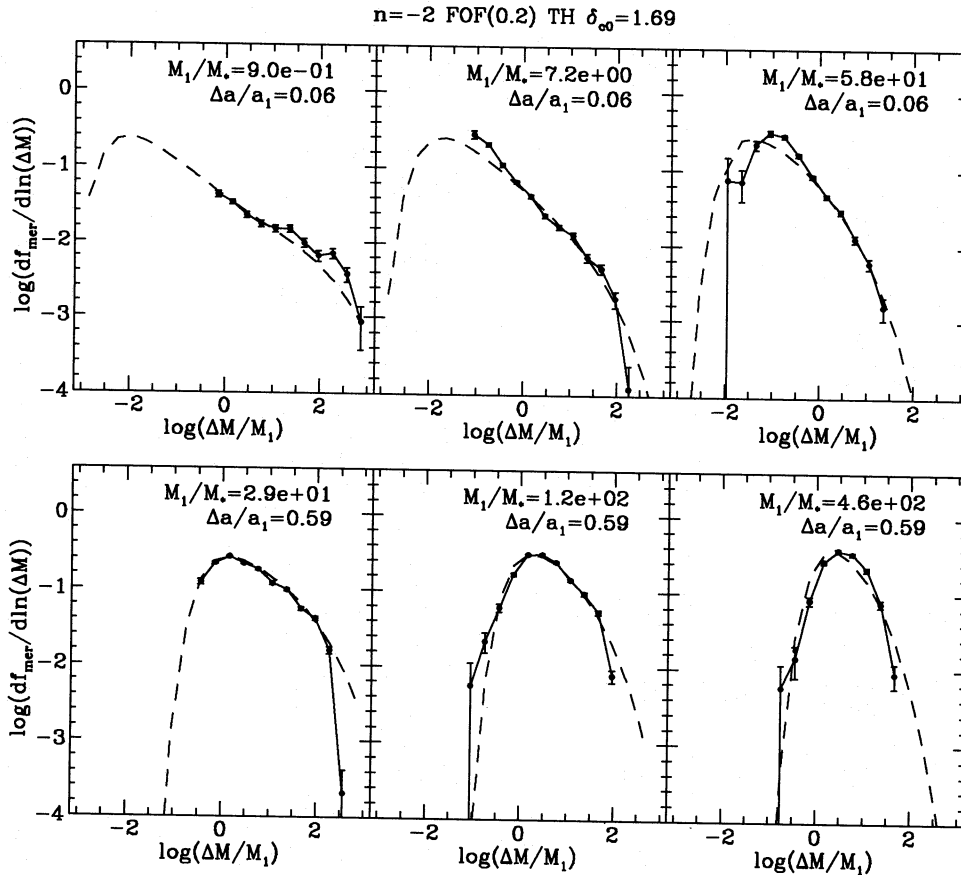 n=−2 FOF(0.2) TH δc0=1.69
M1/M*=9.0e−01
Δa/a1=0.06
M1/M*=7.2e+00
Δa/a1=0.06
M1/M*=5.8e+01
Δa/a1=0.06
log(dfmer/dln(ΔM))
0
−1
−2
−3
−4
−2 0 2
−2 0 2
−2 0 2
log(ΔM/M1)
log(ΔM/M1)
log(ΔM/M1)
M1/M*=2.9e+01
Δa/a1=0.59
M1/M*=1.2e+02
Δa/a1=0.59
M1/M*=4.6e+02
Δa/a1=0.59
log(dfmer/dln(ΔM))
0
−1
−2
−3
−4
−2 0 2
−2 0 2
−2 0 2
log(ΔM/M1)
log(ΔM/M1)
log(ΔM/M1)